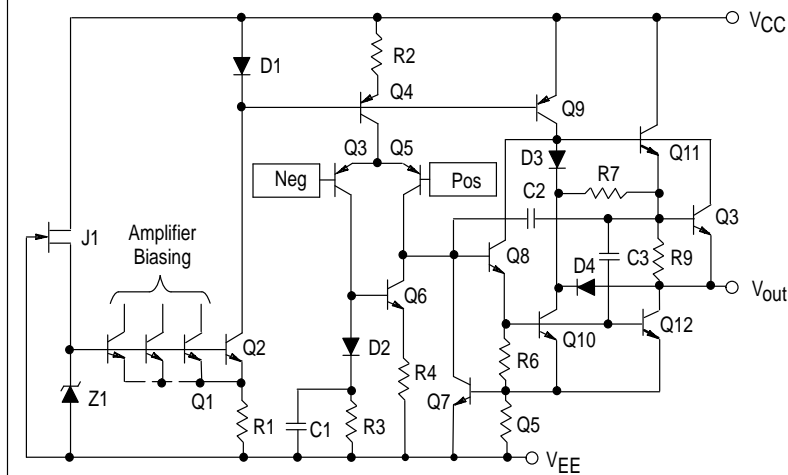 VCC
D1
R2
Q4
Q9
Q3
Q5
D3
Q11
Neg
Pos
R7
C2
Q3
J1
Amplifier
Biasing
Q8
C3
R9
D4
Vout
Q6
Q2
D2
Q10
Q12
Z1
Q1
R4
R6
R1
C1
R3
Q7
Q5
VEE